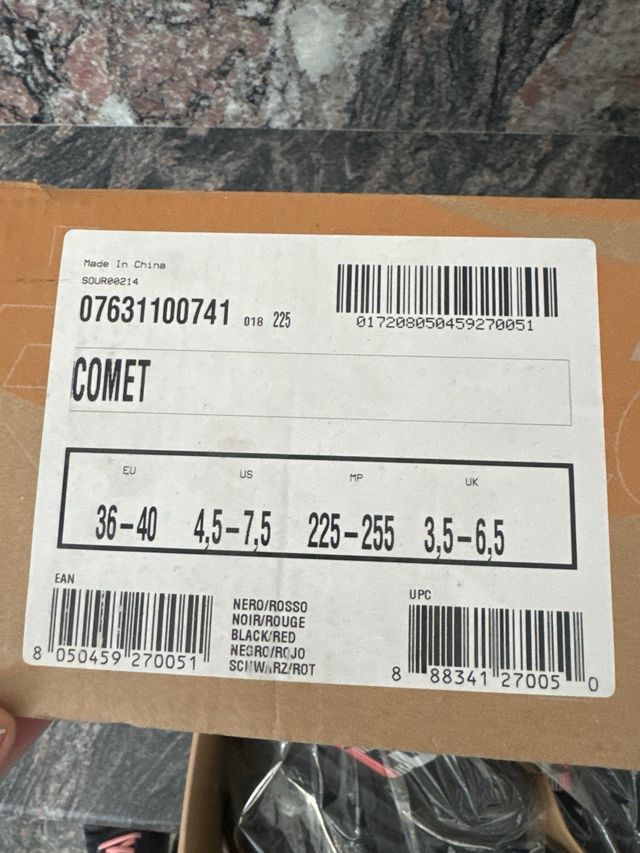 Made In China
SOUR00214
07631100741 018 225
017208050459270051
COMET
EU US MP UK
36-40 4,5-7,5 225-255 3,5-6,5
EAN
8 050459 270051
NERO/ROSSO
NOIR/ROUGE
BLACK/RED
NEGRO/ROJO
SCHWARZ/ROT
UPC
8 88341 27005 0